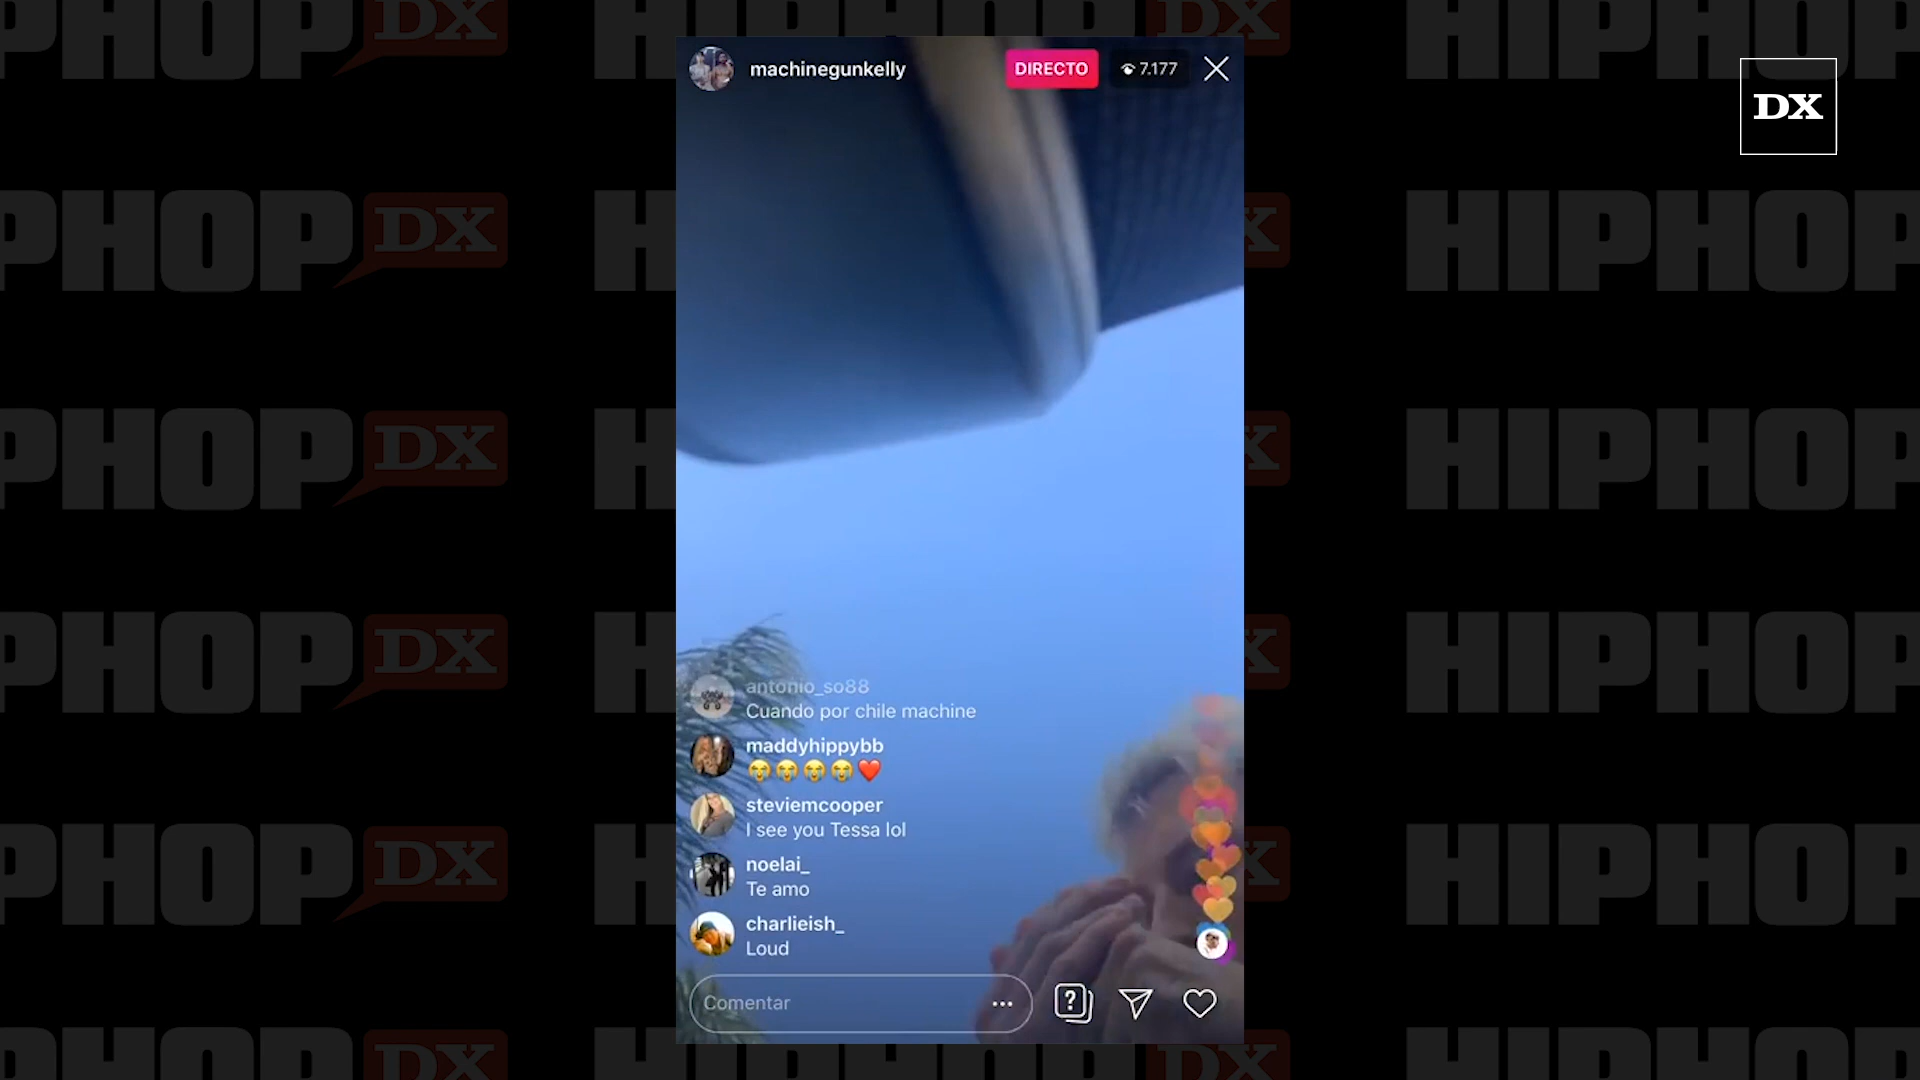 machinegunkelly
DIRECTO
7.177
DX
antonio_so88
Cuando por chile machine
maddyhippybb
😭😭😭😭❤️
steviemcooper
I see you Tessa lol
noelai_
Te amo
charlieish_
Loud
Comentar
HIPHOP DX